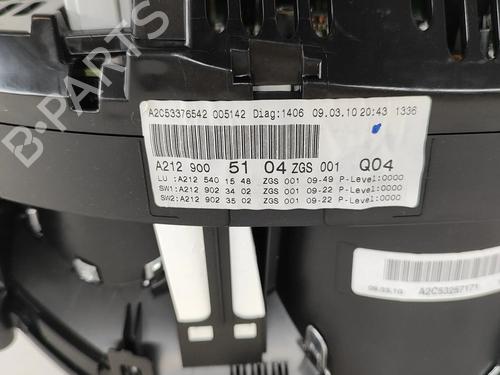 A2C53376542 005142 Diag:1406 09.03.10 20:43 1336
A212 900 51 04 ZGS 001 Q04
LU :A212 540 15 48 ZGS 001 09-49 P-Level:0000
SW1:A212 902 34 02 ZGS 001 09-22 P-Level:0000
SW2:A212 902 35 02 ZGS 001 09-22 P-Level:0000
09.03.10 A2C53257171
B-PARTS